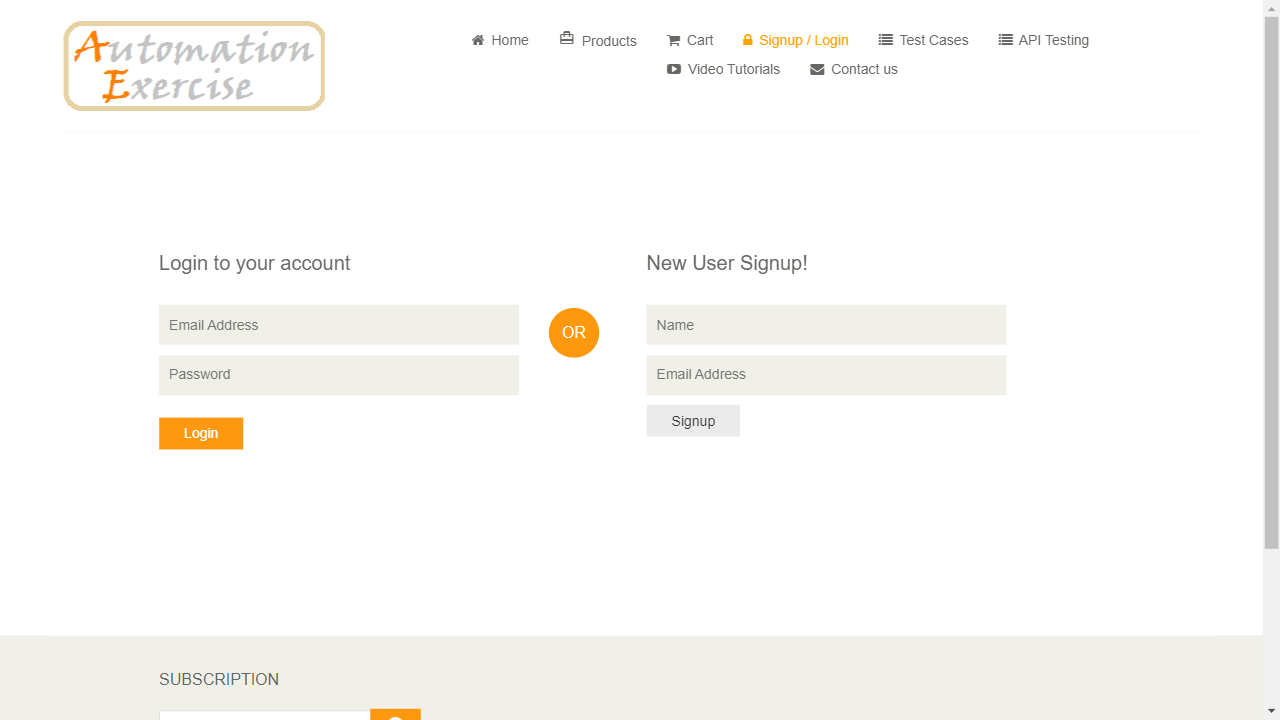 Automation
Exercise
Home
Products
Cart
Signup / Login
Test Cases
API Testing
Video Tutorials
Contact us
Login to your account
Email Address
Password
Login
OR
New User Signup!
Name
Email Address
Signup
SUBSCRIPTION